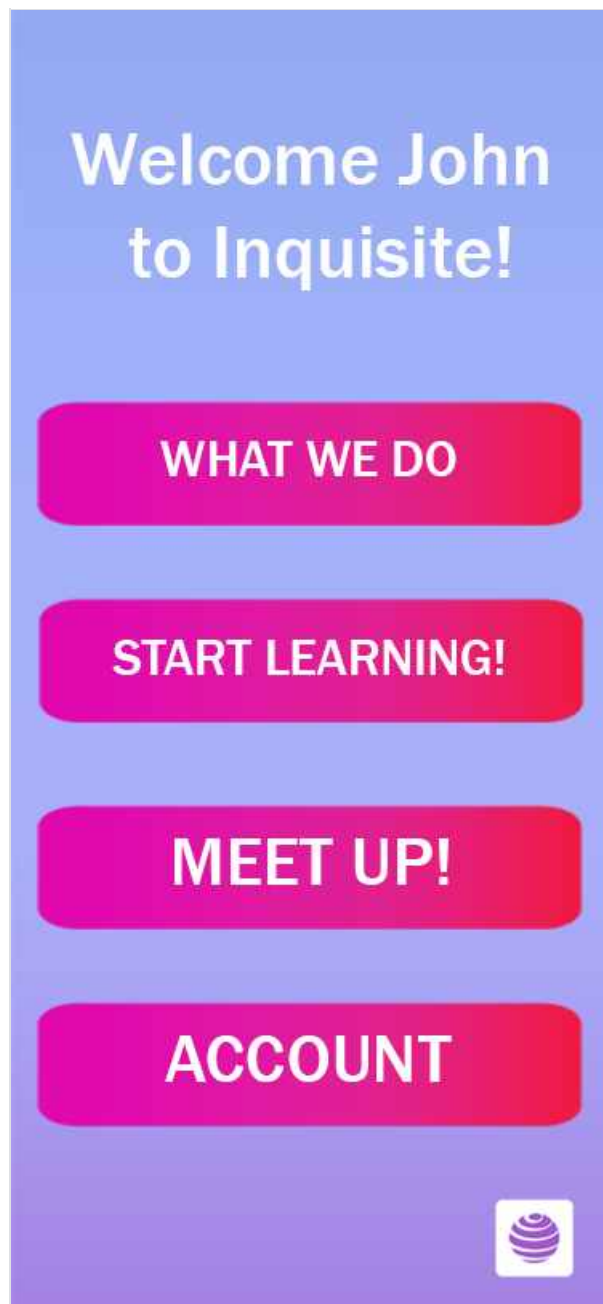 Welcome John
to Inquisite!
WHAT WE DO
START LEARNING!
MEET UP!
ACCOUNT